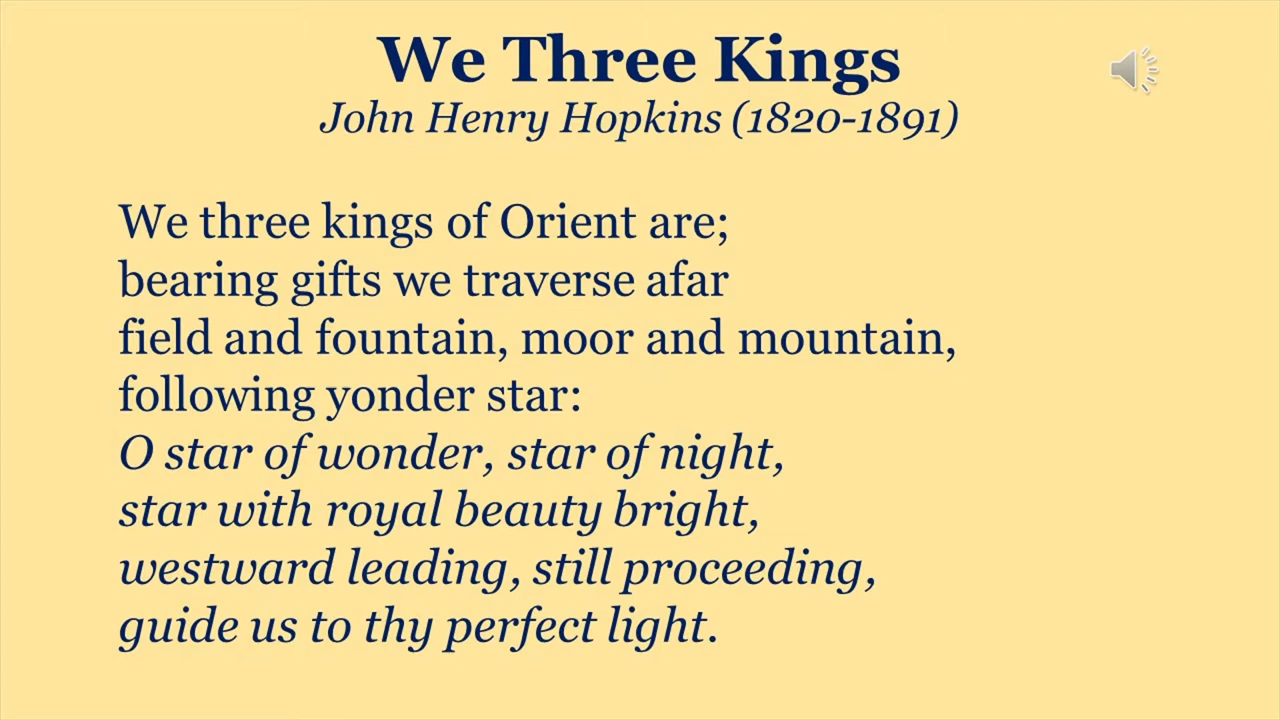 We Three Kings
John Henry Hopkins (1820-1891)
We three kings of Orient are;
bearing gifts we traverse afar
field and fountain, moor and mountain,
following yonder star:
O star of wonder, star of night,
star with royal beauty bright,
westward leading, still proceeding,
guide us to thy perfect light.